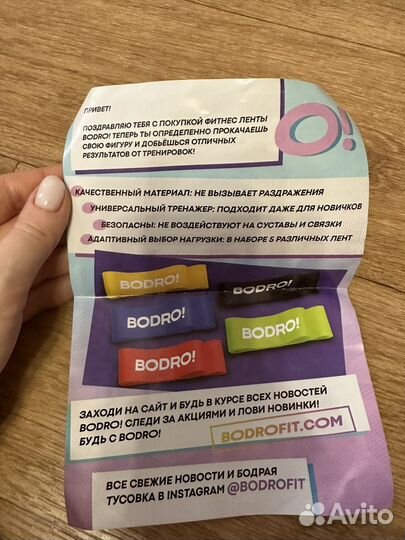 ПРИВЕТ!
ПОЗДРАВЛЯЮ ТЕБЯ С ПОКУПКОЙ ФИТНЕС ЛЕНТЫ
BODRO! ТЕПЕРЬ ТЫ ОПРЕДЕЛЕННО ПРОКАЧАЕШЬ
СВОЮ ФИГУРУ И ДОБЬЁШЬСЯ ОТЛИЧНЫХ
РЕЗУЛЬТАТОВ ОТ ТРЕНИРОВОК!
O!
КАЧЕСТВЕННЫЙ МАТЕРИАЛ: НЕ ВЫЗЫВАЕТ РАЗДРАЖЕНИЯ
УНИВЕРСАЛЬНЫЙ ТРЕНАЖЕР: ПОДХОДИТ ДАЖЕ ДЛЯ НОВИЧКОВ
БЕЗОПАСНЫ: НЕ ВОЗДЕЙСТВУЮТ НА СУСТАВЫ И СВЯЗКИ
АДАПТИВНЫЙ ВЫБОР НАГРУЗКИ: В НАБОРЕ 5 РАЗЛИЧНЫХ ЛЕНТ
BODRO!
BODRO!
BODRO!
BODRO!
BODRO!
ЗАХОДИ НА САЙТ И БУДЬ В КУРСЕ ВСЕХ НОВОСТЕЙ
BODRO! СЛЕДИ ЗА АКЦИЯМИ И ЛОВИ НОВИНКИ!
БУДЬ С BODRO!
BODROFIT.COM
ВСЕ СВЕЖИЕ НОВОСТИ И БОДРАЯ
ТУСОВКА В INSTAGRAM @BODROFIT
Avito